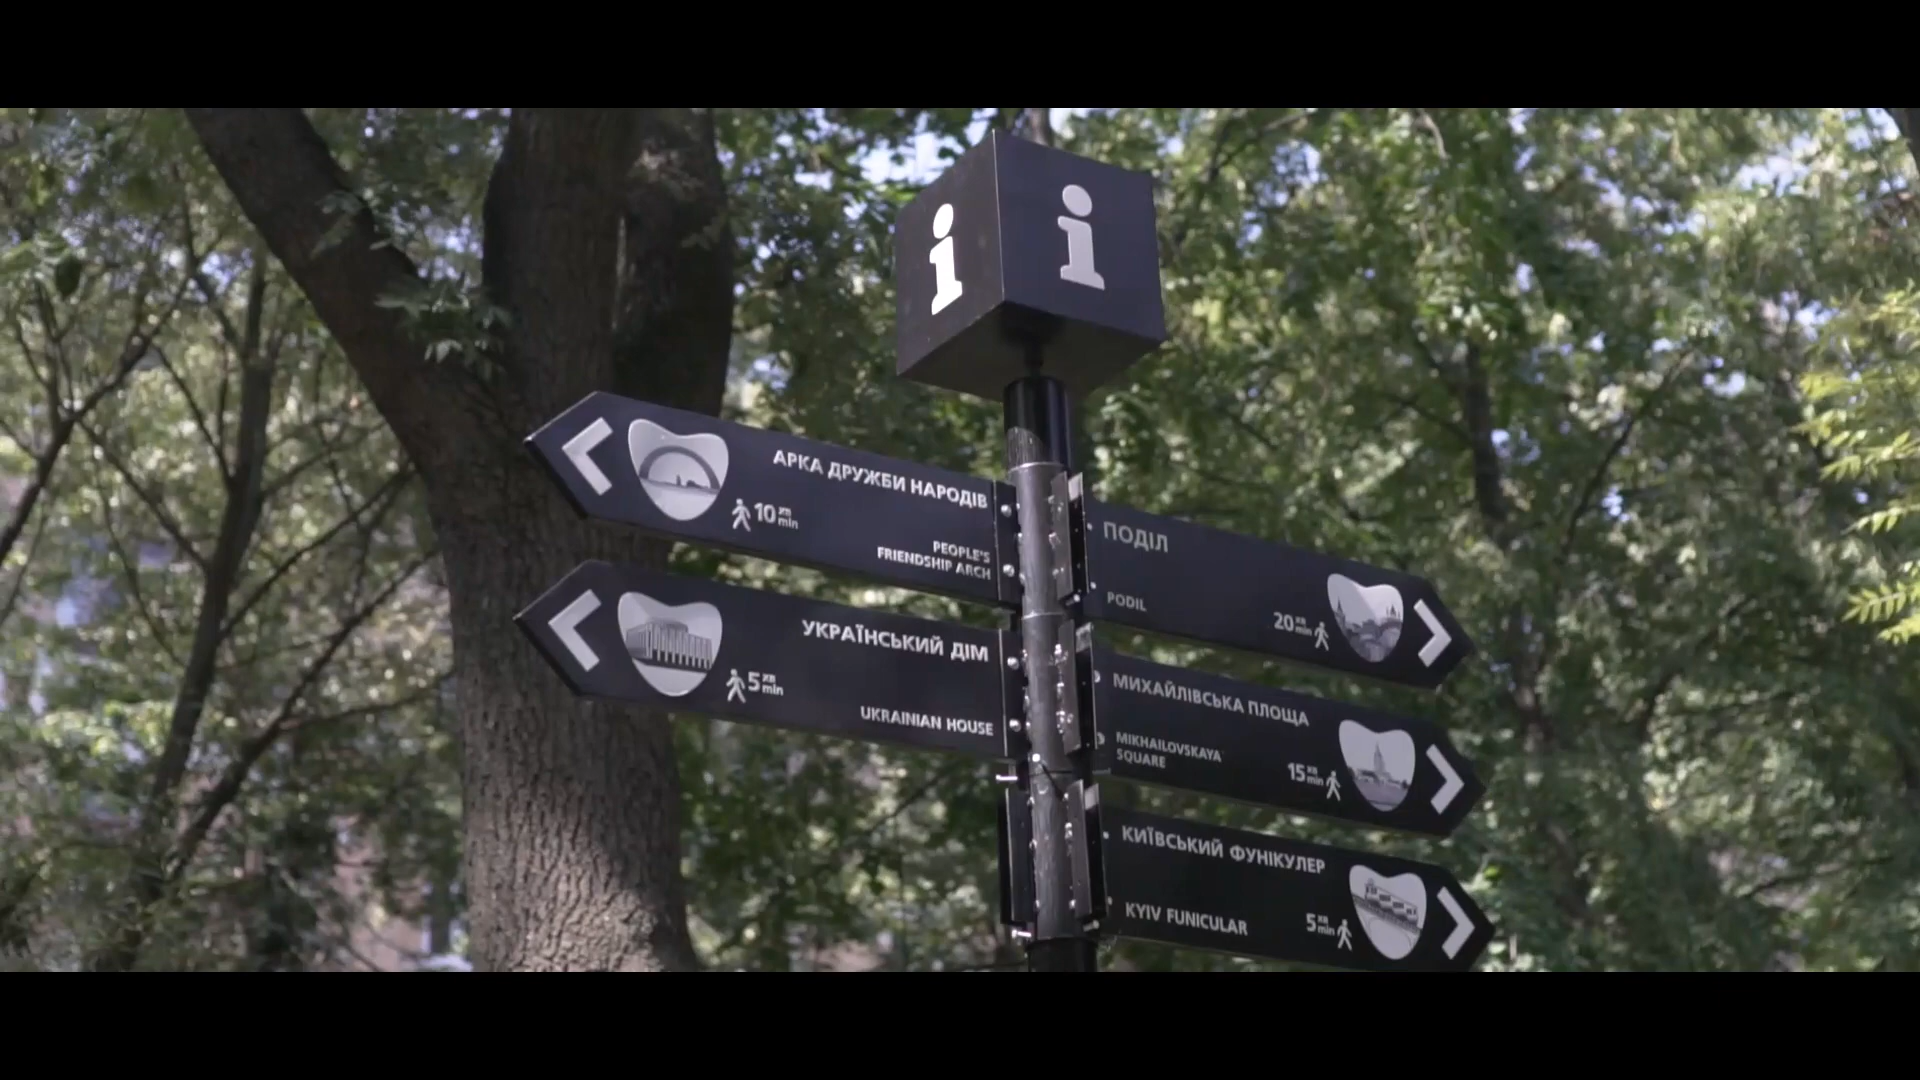 i i
АРКА ДРУЖБИ НАРОДІВ
10 хв min
PEOPLE'S
FRIENDSHIP ARCH
УКРАЇНСЬКИЙ ДІМ
5 хв min
UKRAINIAN HOUSE
ПОДІЛ
PODIL
20 хв min
МИХАЙЛІВСЬКА ПЛОЩА
MIKHAILOVSKAYA
SQUARE
15 хв min
КИЇВСЬКИЙ ФУНІКУЛЕР
KYIV FUNICULAR
5 хв min